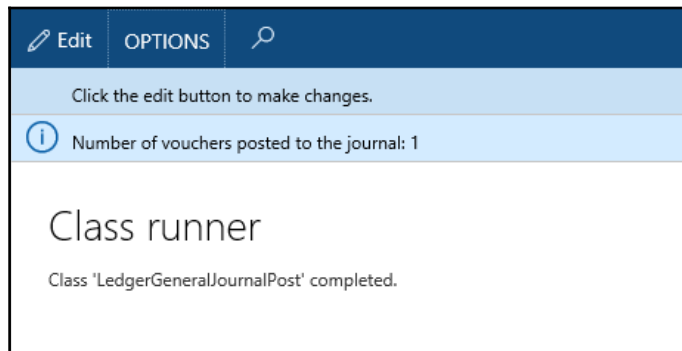 Edit OPTIONS
Click the edit button to make changes.
Number of vouchers posted to the journal: 1
Class runner
Class 'LedgerGeneralJournalPost' completed.